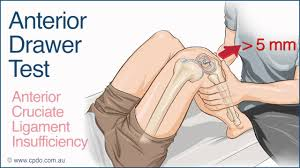 Anterior
Drawer
Test
> 5 mm
Anterior
Cruciate
Ligament
Insufficiency
© www.cpdo.com.au